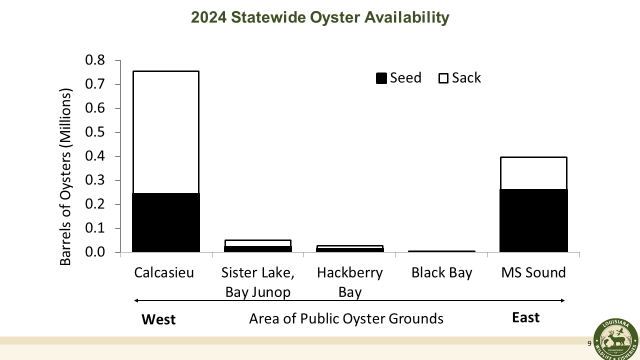 2024 Statewide Oyster Availability
Barrels of Oysters (Millions)
0.8
0.7
0.6
0.5
0.4
0.3
0.2
0.1
0.0
Seed Sack
Calcasieu Sister Lake, Hackberry Black Bay MS Sound
Bay Junop Bay
West Area of Public Oyster Grounds East
9
LOUISIANA